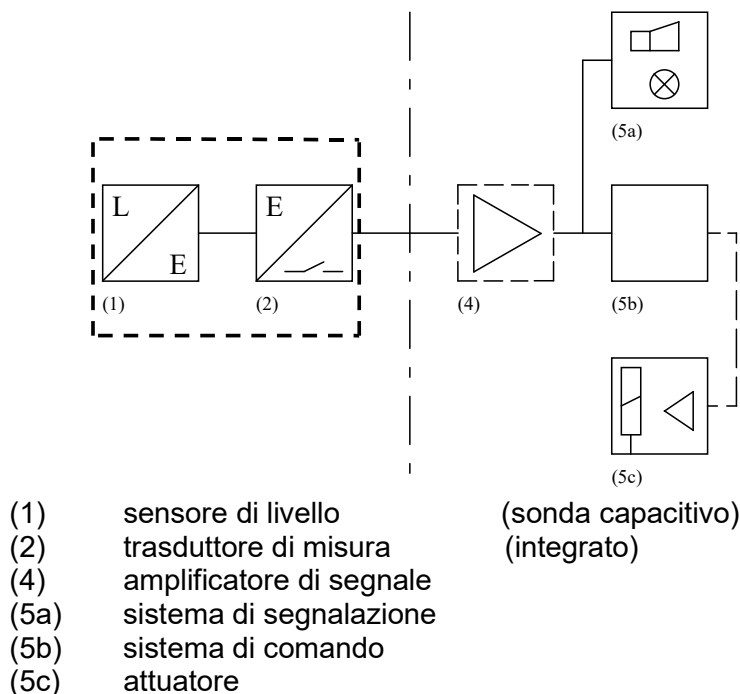 (5a)
L
E
E
(1)
(2)
(4)
(5b)
(5c)
(1) sensore di livello (sonda capacitivo)
(2) trasduttore di misura (integrato)
(4) amplificatore di segnale
(5a) sistema di segnalazione
(5b) sistema di comando
(5c) attuatore